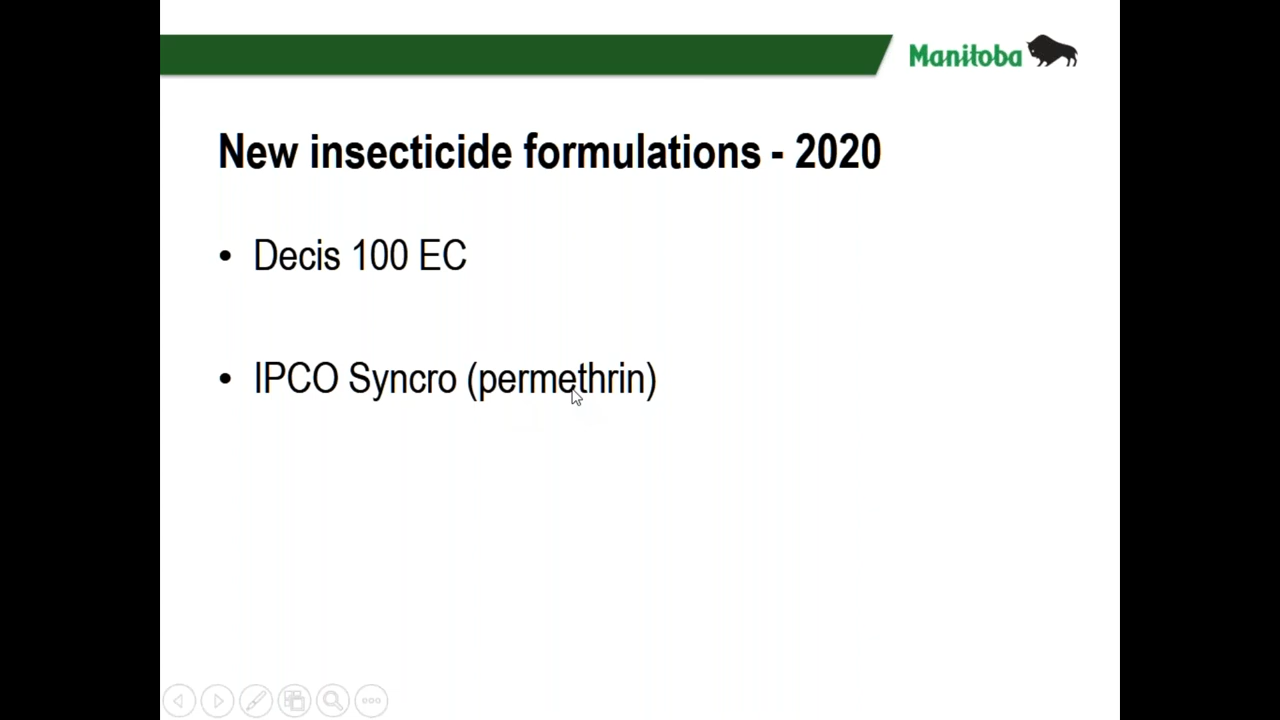 Manitoba
New insecticide formulations - 2020
• Decis 100 EC
• IPCO Syncro (permethrin)